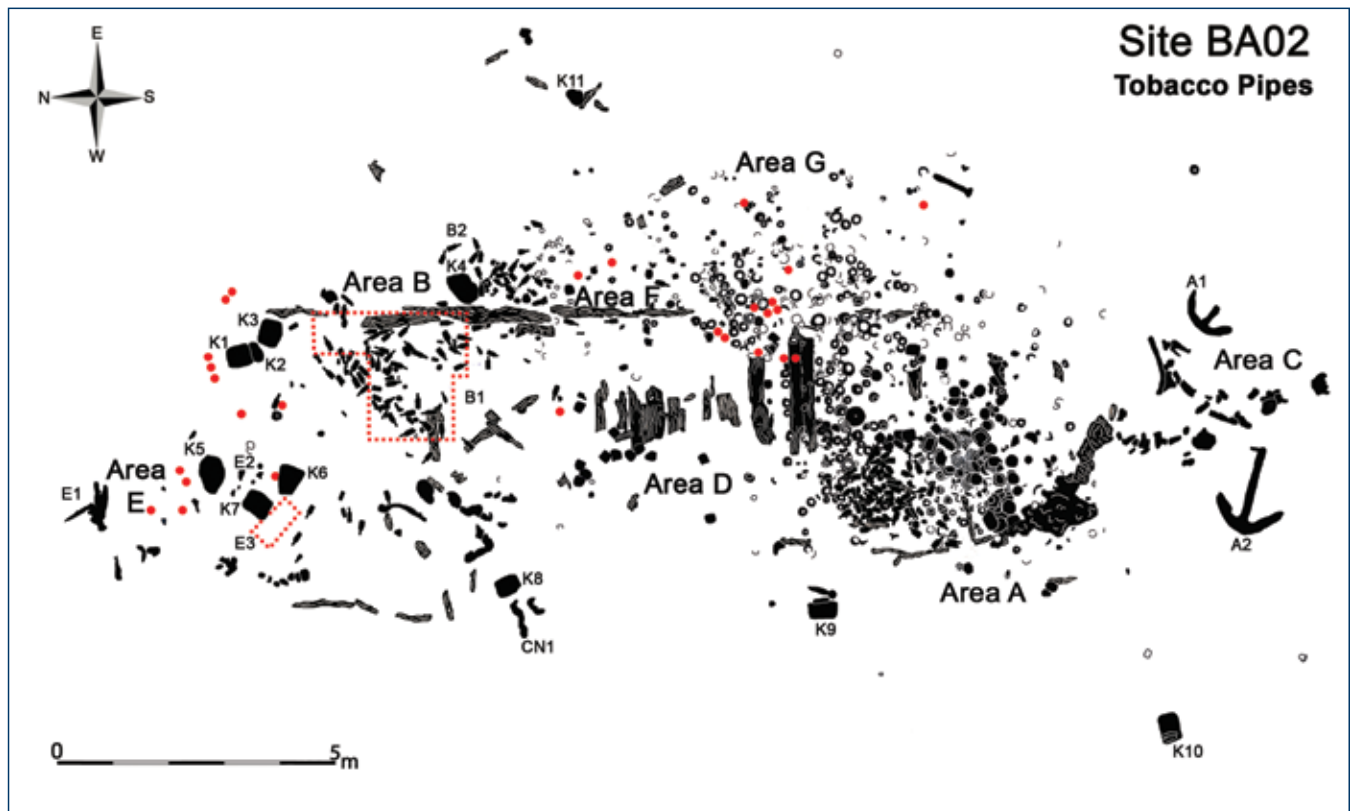 Site BA02
Tobacco Pipes
E
N
S
W
K11
Area G
B2
K4
Area B
Area F
A1
K3
K1
K2
Area C
B1
K5
E2
K6
Area
E
E1
K7
E3
Area D
A2
K8
Area A
CN1
K9
K10
0
5
m